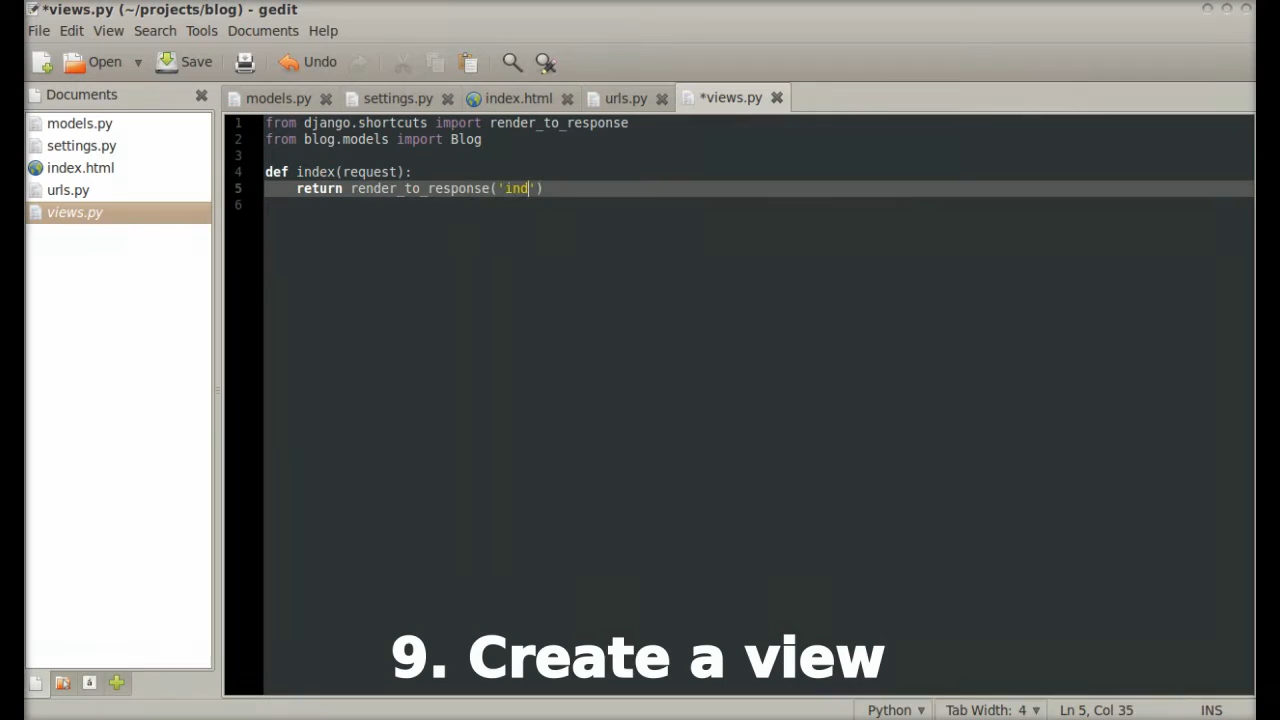 *views.py (~/projects/blog) - gedit
File Edit View Search Tools Documents Help
Open Save Undo
Documents
models.py settings.py index.html urls.py *views.py
models.py
settings.py
index.html
urls.py
views.py
1 from django.shortcuts import render_to_response
2 from blog.models import Blog
3
4 def index(request):
5 return render_to_response('ind')
6
9. Create a view
Python Tab Width: 4 Ln 5, Col 35 INS